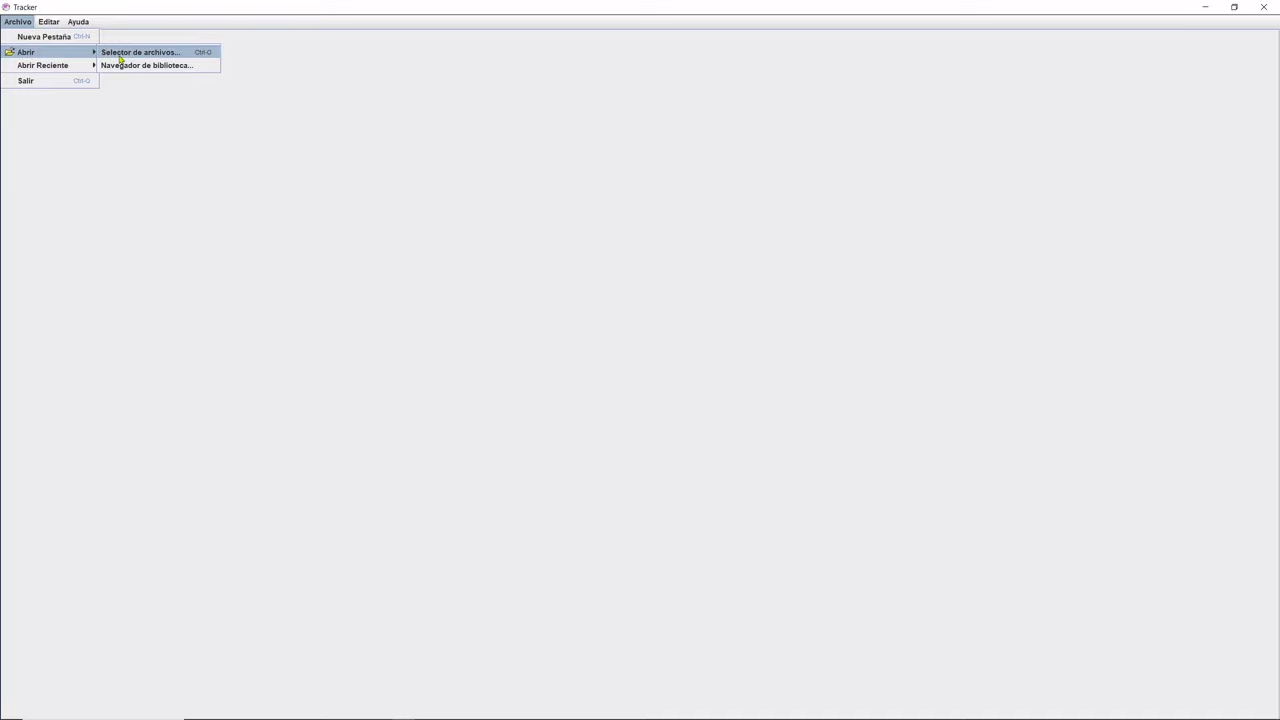 Tracker
Archivo Editar Ayuda
Nueva Pestaña Ctrl-N
Abrir
Selector de archivos... Ctrl-O
Abrir Reciente
Navegador de biblioteca...
Salir Ctrl-Q